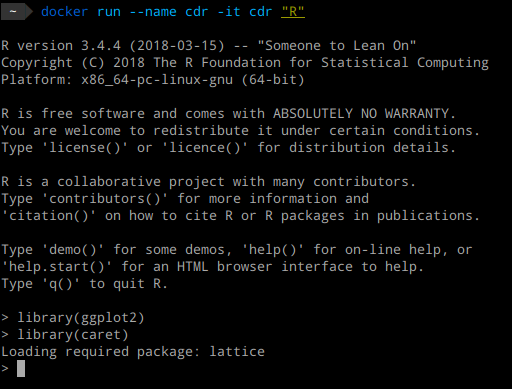 ~ docker run --name cdr -it cdr "R"
R version 3.4.4 (2018-03-15) -- "Someone to Lean On"
Copyright (C) 2018 The R Foundation for Statistical Computing
Platform: x86_64-pc-linux-gnu (64-bit)
R is free software and comes with ABSOLUTELY NO WARRANTY.
You are welcome to redistribute it under certain conditions.
Type 'license()' or 'licence()' for distribution details.
R is a collaborative project with many contributors.
Type 'contributors()' for more information and
'citation()' on how to cite R or R packages in publications.
Type 'demo()' for some demos, 'help()' for on-line help, or
'help.start()' for an HTML browser interface to help.
Type 'q()' to quit R.
> library(ggplot2)
> library(caret)
Loading required package: lattice
>